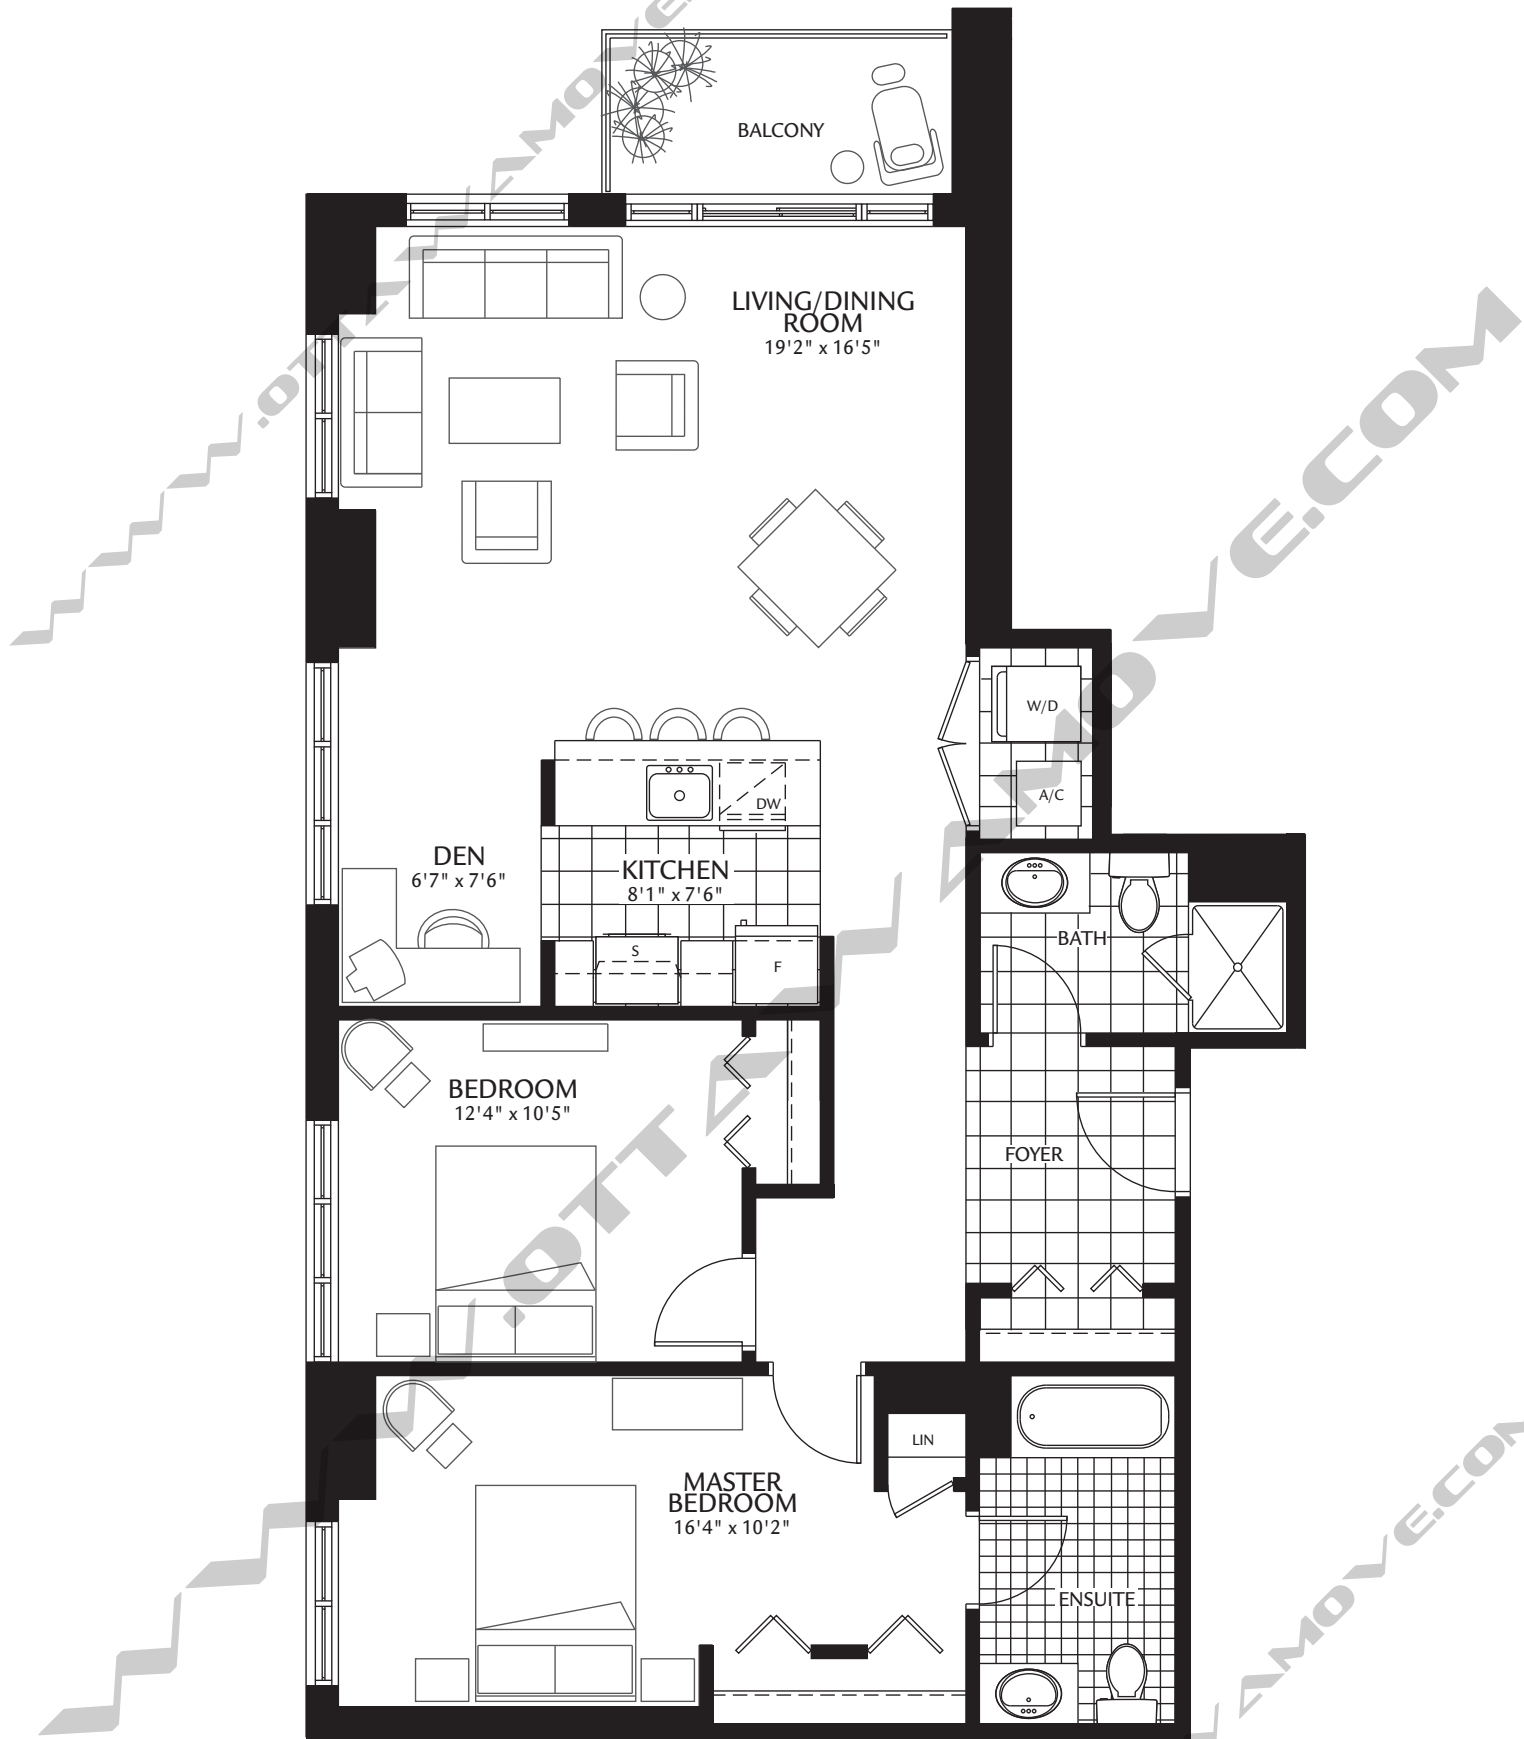 BALCONY
LIVING/DINING
ROOM
19'2" x 16'5"
W/D
A/C
DW
DEN
6'7" x 7'6"
KITCHEN
8'1" x 7'6"
S
F
BATH
BEDROOM
12'4" x 10'5"
FOYER
LIN
MASTER
BEDROOM
16'4" x 10'2"
ENSUITE
WWW.OTTAWAMOVE.COM